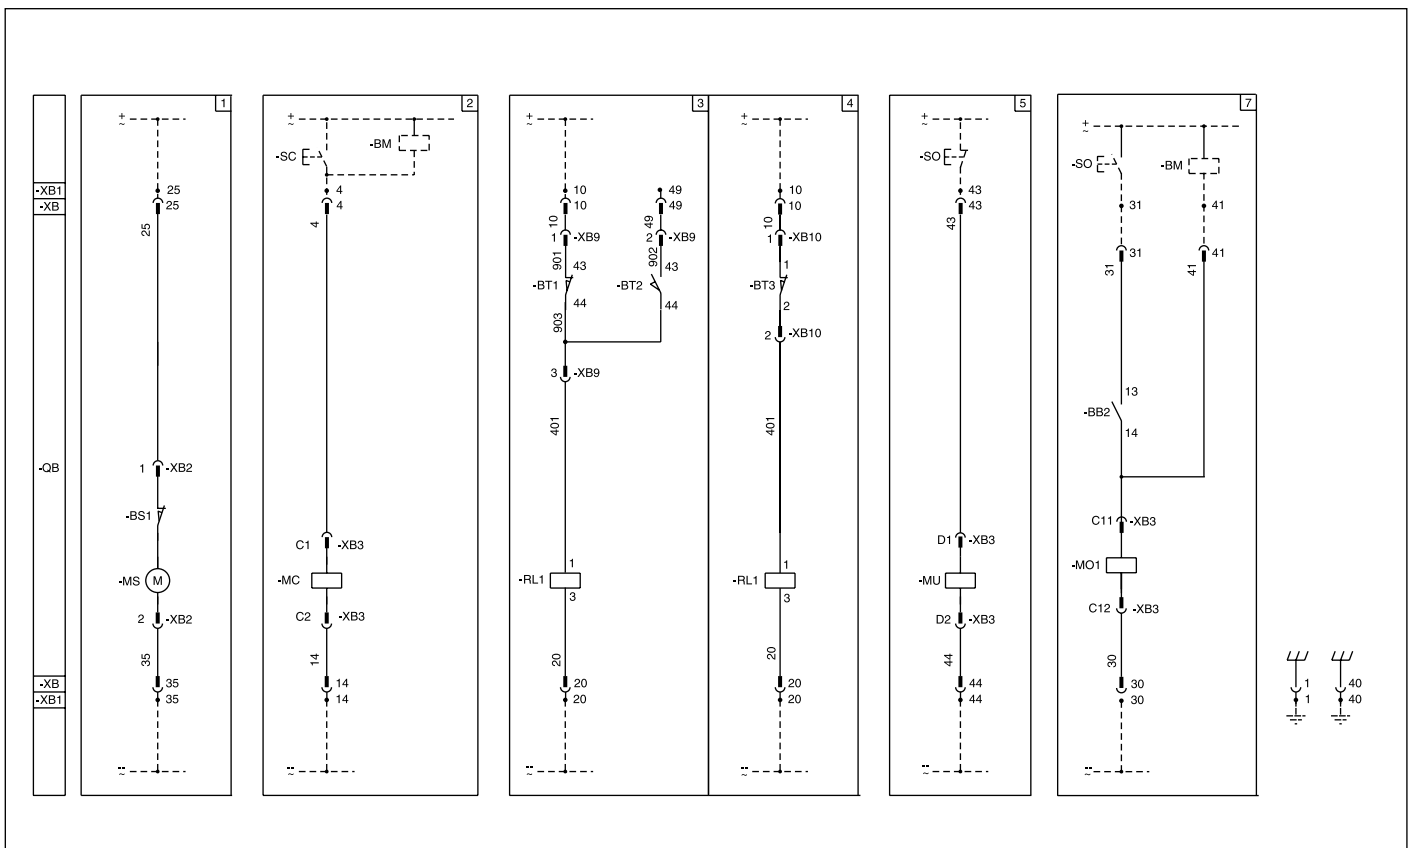 1
2
3
4
5
7
+
~
+
~
+
~
+
~
+
~
+
~
-SC
-BM
-SO
-SO
-BM
-XB1
-XB
25
25
4
4
10
10
49
49
10
10
43
43
31
41
31
41
25
4
10
49
10
43
31
41
1 -XB9
2 -XB9
1 -XB10
901
43
902
43
1
-BT1
-BT2
-BT3
44
44
2
903
2 -XB10
3 -XB9
13
-BB2
14
401
401
-QB
1 -XB2
-BS1
C11 -XB3
C1 -XB3
D1 -XB3
-MS M
-MC
-RL1
1
3
-RL1
1
3
-MU
-MO1
2 -XB2
C2 -XB3
D2 -XB3
C12 -XB3
35
14
20
20
44
30
-XB
-XB1
35
35
14
14
20
20
20
20
44
44
30
30
1
1
40
40
--
~
--
~
--
~
--
~
--
~
--
~